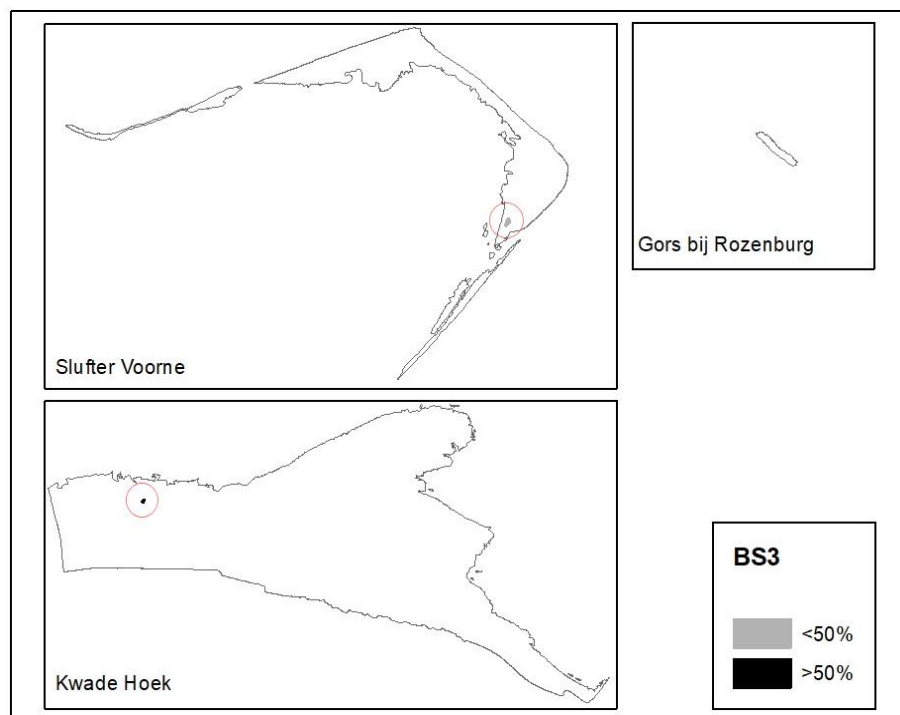 Slufter Voorne
Gors bij Rozenburg
Kwade Hoek
BS3
<50%
>50%